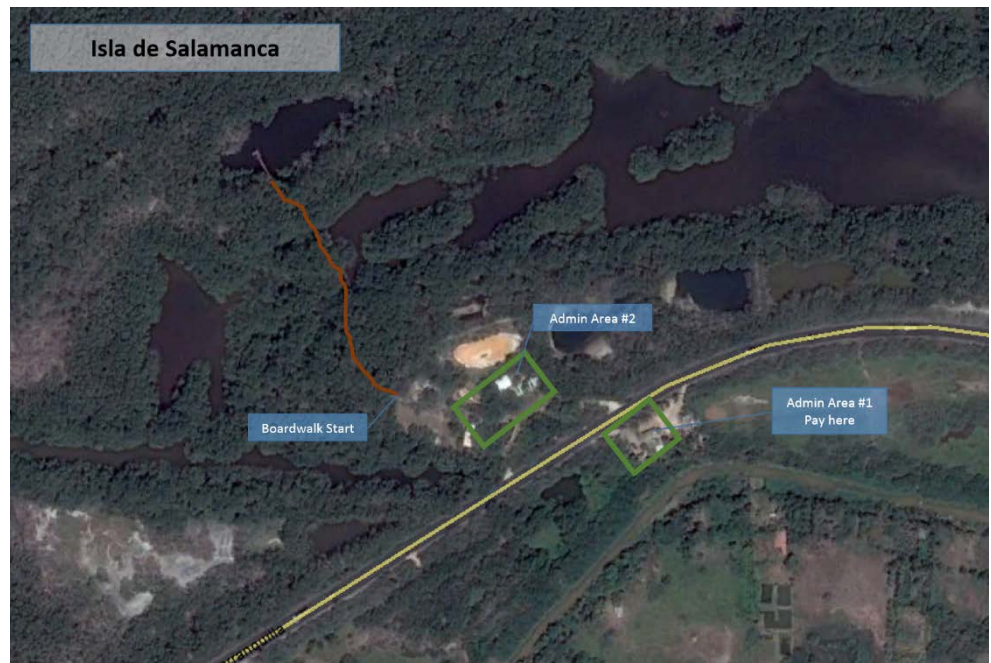 Isla de Salamanca
Admin Area #2
Admin Area #1
Pay here
Boardwalk Start